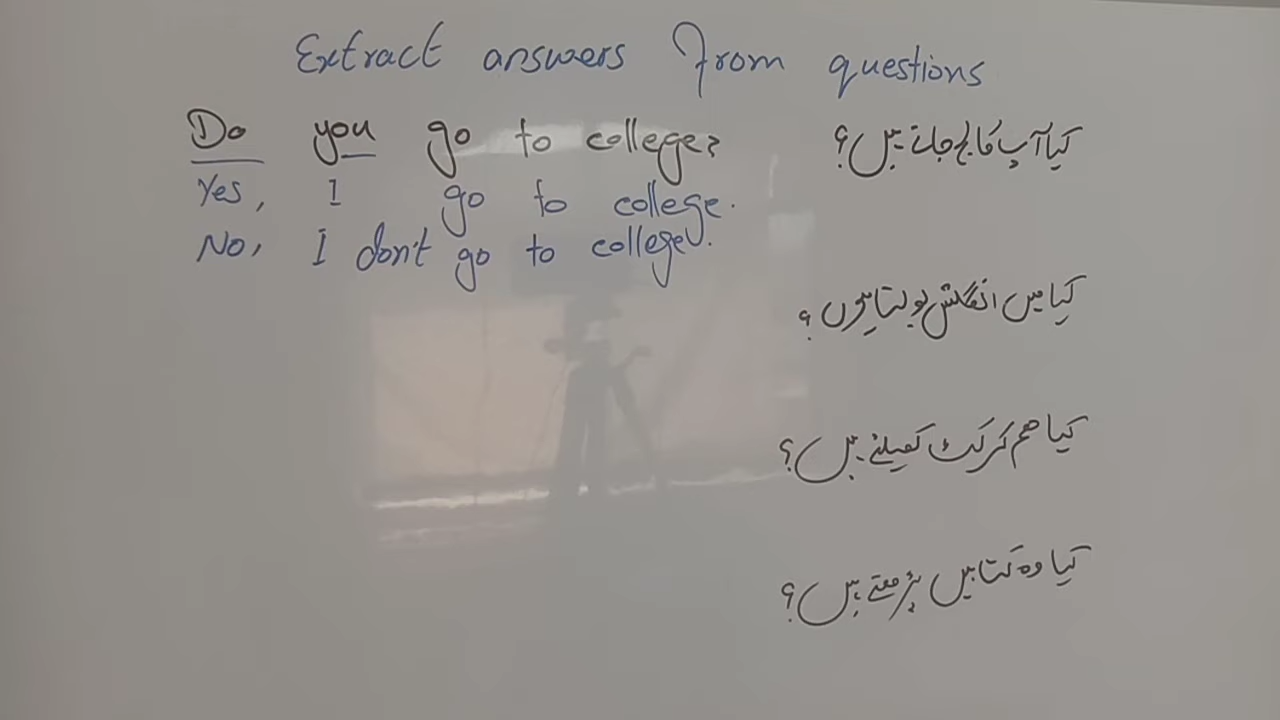 Extract answers from questions
Do you go to college?
کیا آپ کالج جاتے ہیں؟
Yes, I go to college.
No, I don't go to college.
کیا میں انگلش بولتا ہوں؟
کیا ہم کرکٹ کھیلتے ہیں؟
کیا وہ کتابیں پڑھتے ہیں؟